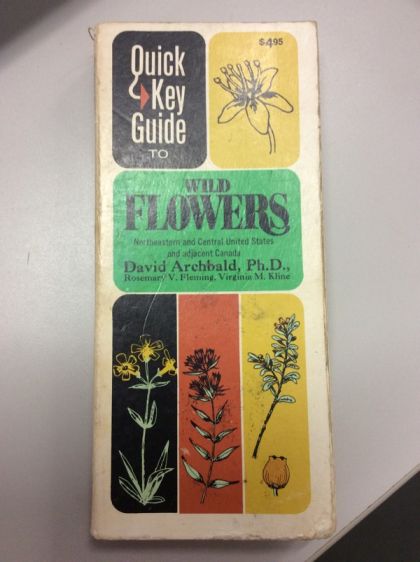 Quick
Key
Guide
TO
$4.95
WILD
FLOWERS
Northeastern and Central United States
and adjacent Canada
David Archbald, Ph.D.,
Rosemary V. Fleming, Virginia M. Kline